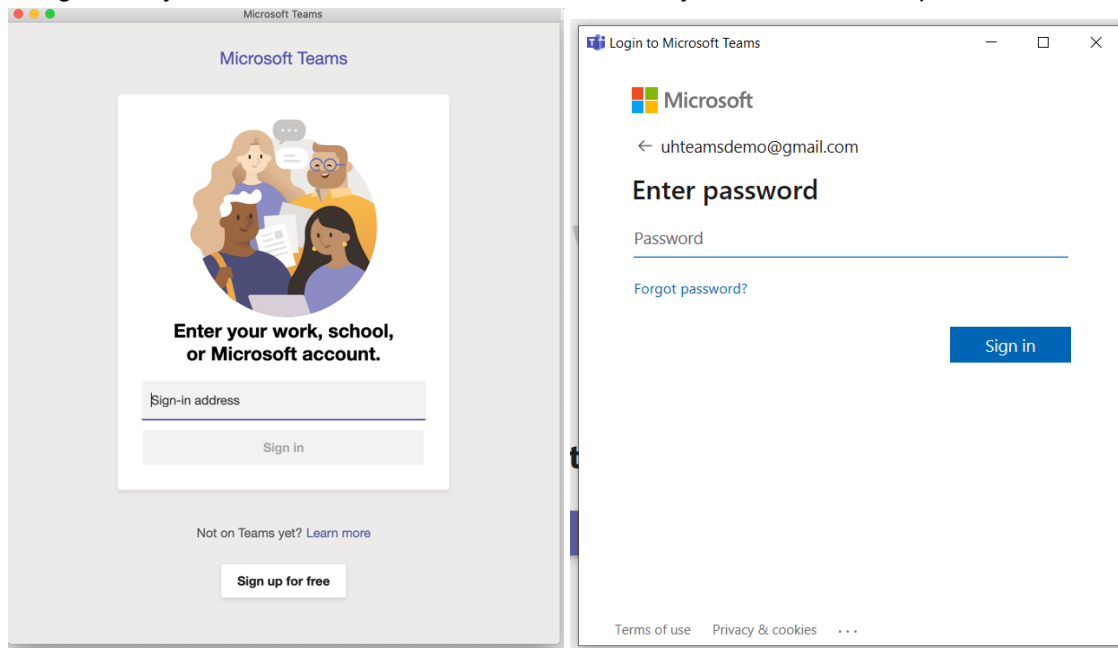 Microsoft Teams
Microsoft Teams
Enter your work, school,
or Microsoft account.
Sign-in address
Sign in
Not on Teams yet? Learn more
Sign up for free
Login to Microsoft Teams
Microsoft
← uhteamsdemo@gmail.com
Enter password
Password
Forgot password?
Sign in
Terms of use Privacy & cookies ...